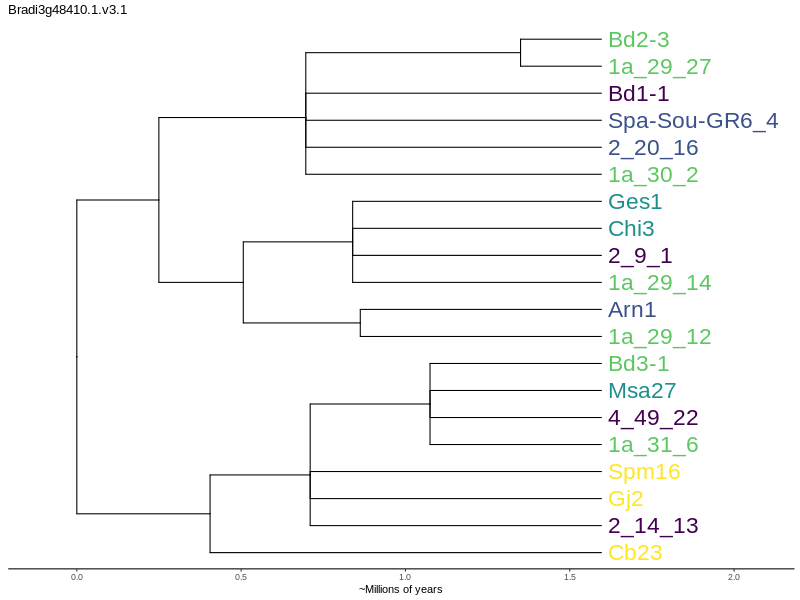 Bradi3g48410.1.v3.1
Bd2-3
1a_29_27
Bd1-1
Spa-Sou-GR6_4
2_20_16
1a_30_2
Ges1
Chi3
2_9_1
1a_29_14
Arn1
1a_29_12
Bd3-1
Msa27
4_49_22
1a_31_6
Spm16
Gj2
2_14_13
Cb23
0.0 0.5 1.0 1.5 2.0
~Millions of years